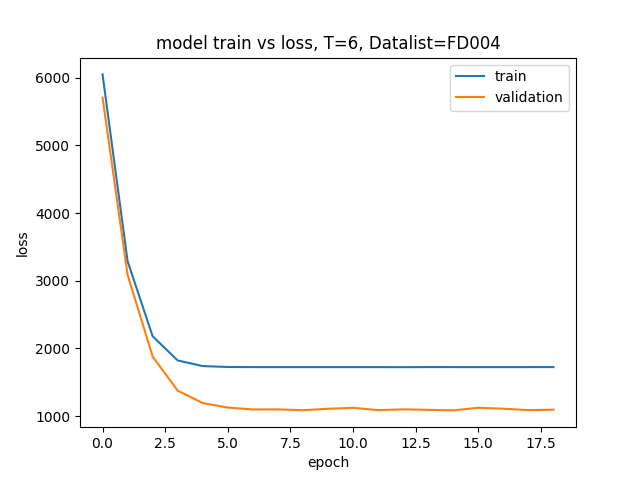 model train vs loss, T=6, Datalist=FD004
train
validation
6000
5000
4000
3000
2000
1000
loss
0.0 2.5 5.0 7.5 10.0 12.5 15.0 17.5
epoch